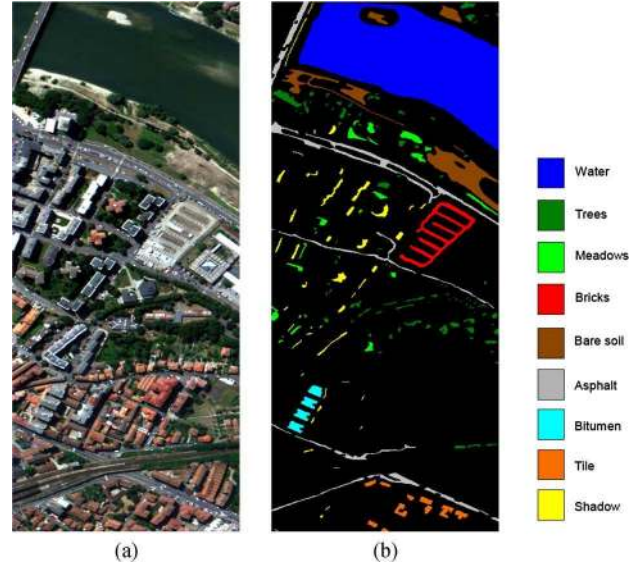 Water
Trees
Meadows
Bricks
Bare soil
Asphalt
Bitumen
Tile
Shadow
(a)
(b)